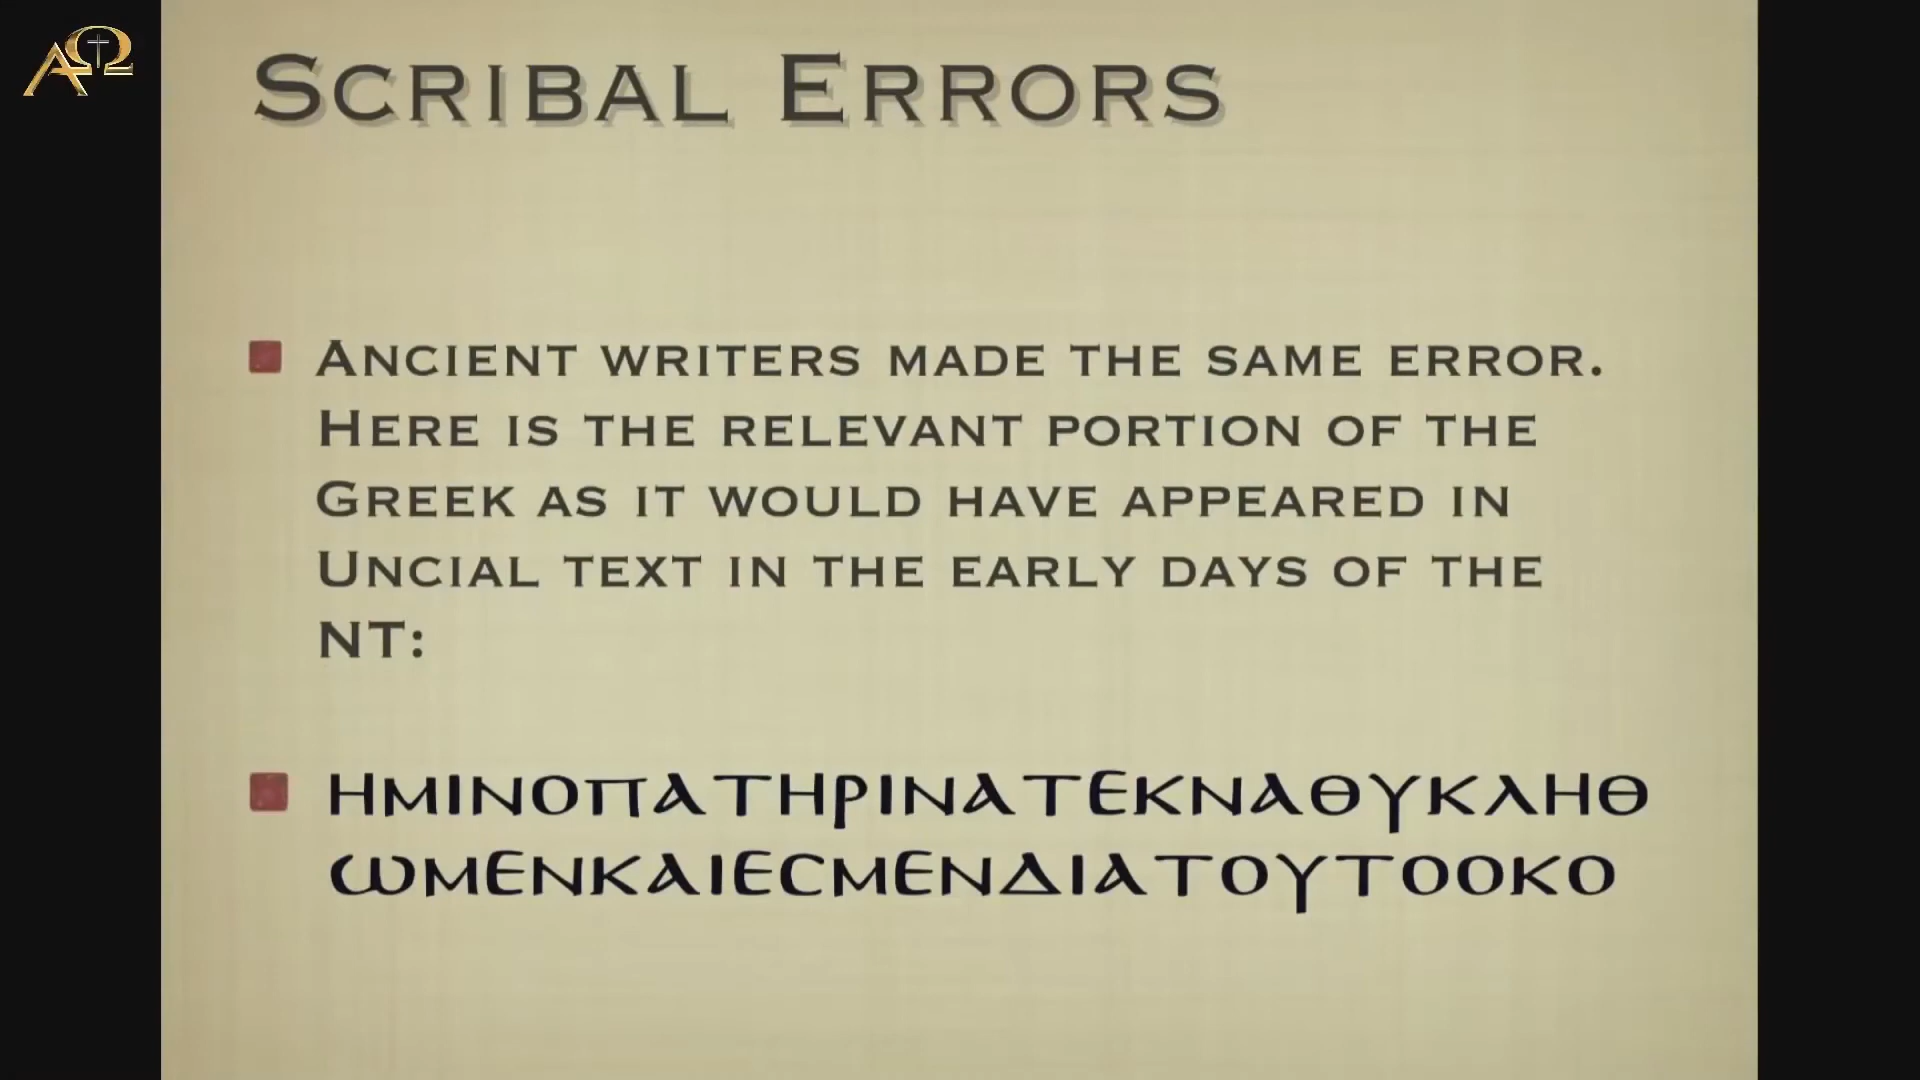 ΑΩ
SCRIBAL ERRORS
ANCIENT WRITERS MADE THE SAME ERROR.
HERE IS THE RELEVANT PORTION OF THE
GREEK AS IT WOULD HAVE APPEARED IN
UNCIAL TEXT IN THE EARLY DAYS OF THE
NT:
ΗΜΙΝΟΠΑΤΗΡΙΝΑΤΕΚΝΑΘΥΚΛΗΘ
ΩΜΕΝΚΑΙΕϹΜΕΝΔΙΑΤΟΥΤΟΟΚΟ